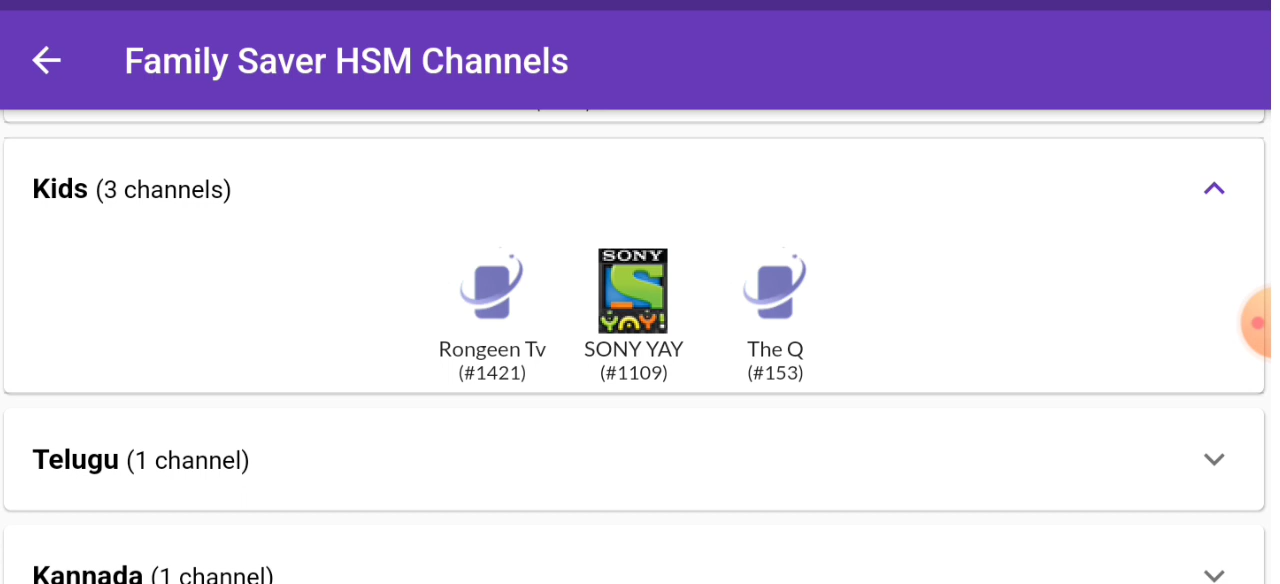 Family Saver HSM Channels
Kids (3 channels)
SONY
YAY!
Rongeen Tv
(#1421)
SONY YAY
(#1109)
The Q
(#153)
Telugu (1 channel)
Kannada (1 channel)